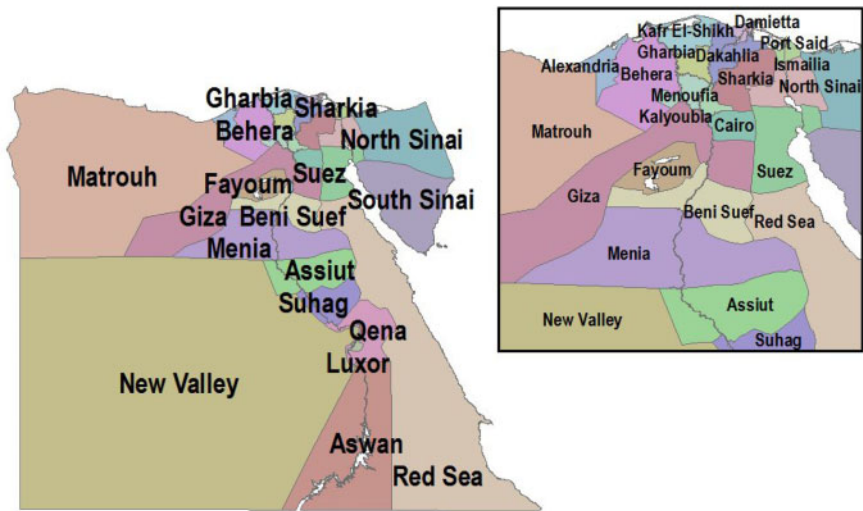 Gharbia
Sharkia
Behera
North Sinai
Matrouh
Fayoum
Suez
South Sinai
Giza
Beni Suef
Menia
Assiut
Suhag
Qena
Luxor
New Valley
Aswan
Red Sea
Damietta
Kafr El-Shikh
Port Said
Gharbia
Dakahlia
Ismailia
Alexandria
Behera
Sharkia
North Sinai
Menoufia
Kalyoubia
Cairo
Matrouh
Fayoum
Suez
Giza
Beni Suef
Red Sea
Menia
Assiut
New Valley
Suhag